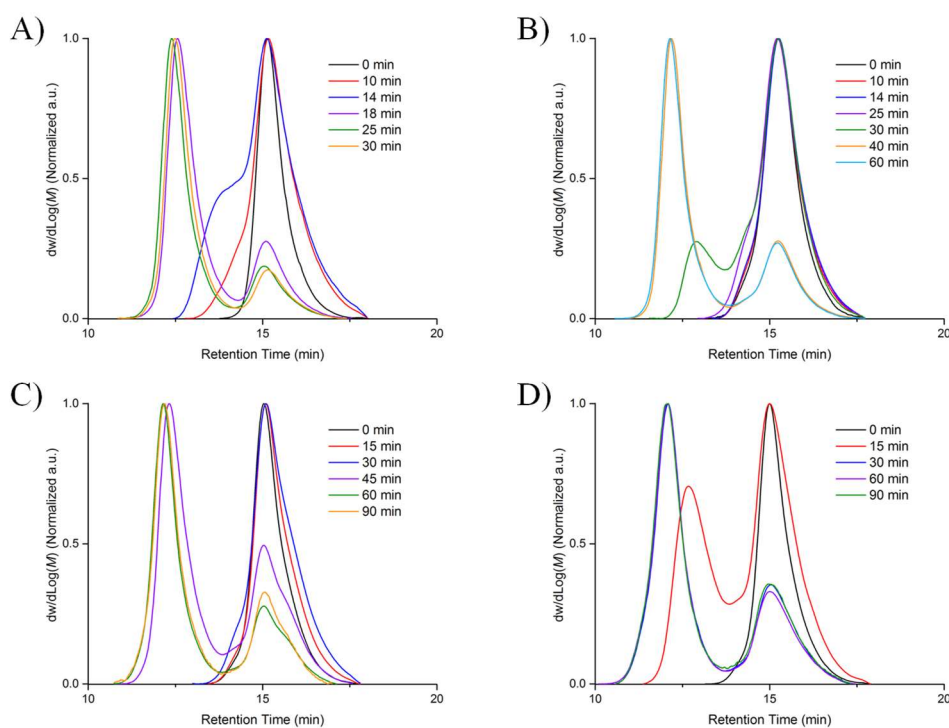 A)
dw/dLog(M) (Normalized a.u.)
1.0
0.5
0.0
0 min
10 min
14 min
18 min
25 min
30 min
10
15
20
Retention Time (min)
B)
dw/dLog(M) (Normalized a.u.)
1.0
0.5
0.0
0 min
10 min
14 min
25 min
30 min
40 min
60 min
10
15
20
Retention Time (min)
C)
dw/dLog(M) (Normalized a.u.)
1.0
0.5
0.0
0 min
15 min
30 min
45 min
60 min
90 min
10
15
20
Retention Time (min)
D)
dw/dLog(M) (Normalized a.u.)
1.0
0.5
0.0
0 min
15 min
30 min
60 min
90 min
10
15
20
Retention Time (min)